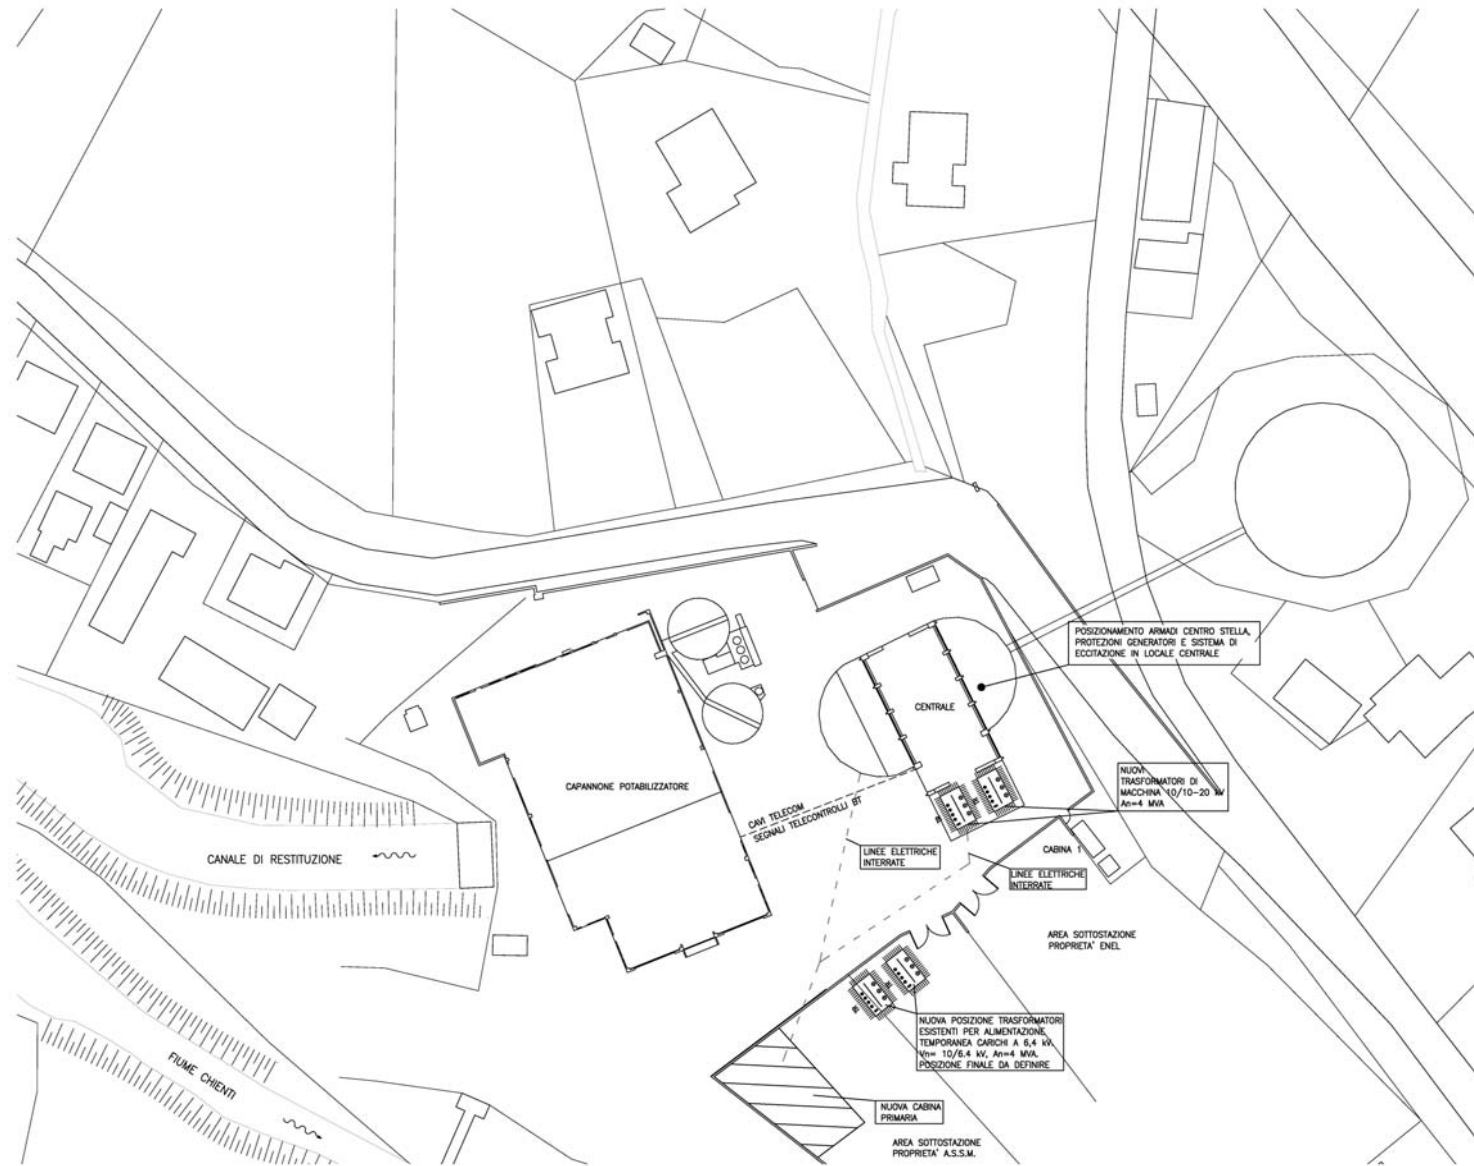 POSIZIONAMENTO ARMADI CENTRO STELLA,
PROTEZIONI GENERATORI E SISTEMA DI
ECCITAZIONE IN LOCALE CENTRALE
CENTRALE
NUOVI
TRASFORMATORI DI
MACCHINA 10/10-20 kV
An=4 MVA
CAPANNONE POTABILIZZATORE
CAVI TELECOM
SEGNALI TELECONTROLLI BT
CANALE DI RESTITUZIONE
LINEE ELETTRICHE
INTERRATE
CABINA 1
LINEE ELETTRICHE
INTERRATE
AREA SOTTOSTAZIONE
PROPRIETA' ENEL
NUOVA POSIZIONE TRASFORMATORI
ESISTENTI PER ALIMENTAZIONE
TEMPORANEA CARICHI A 6,4 kV.
Vn= 10/6.4 kV, An=4 MVA.
POSIZIONE FINALE DA DEFINIRE
FIUME CHIENTI
NUOVA CABINA
PRIMARIA
AREA SOTTOSTAZIONE
PROPRIETA' A.S.S.M.